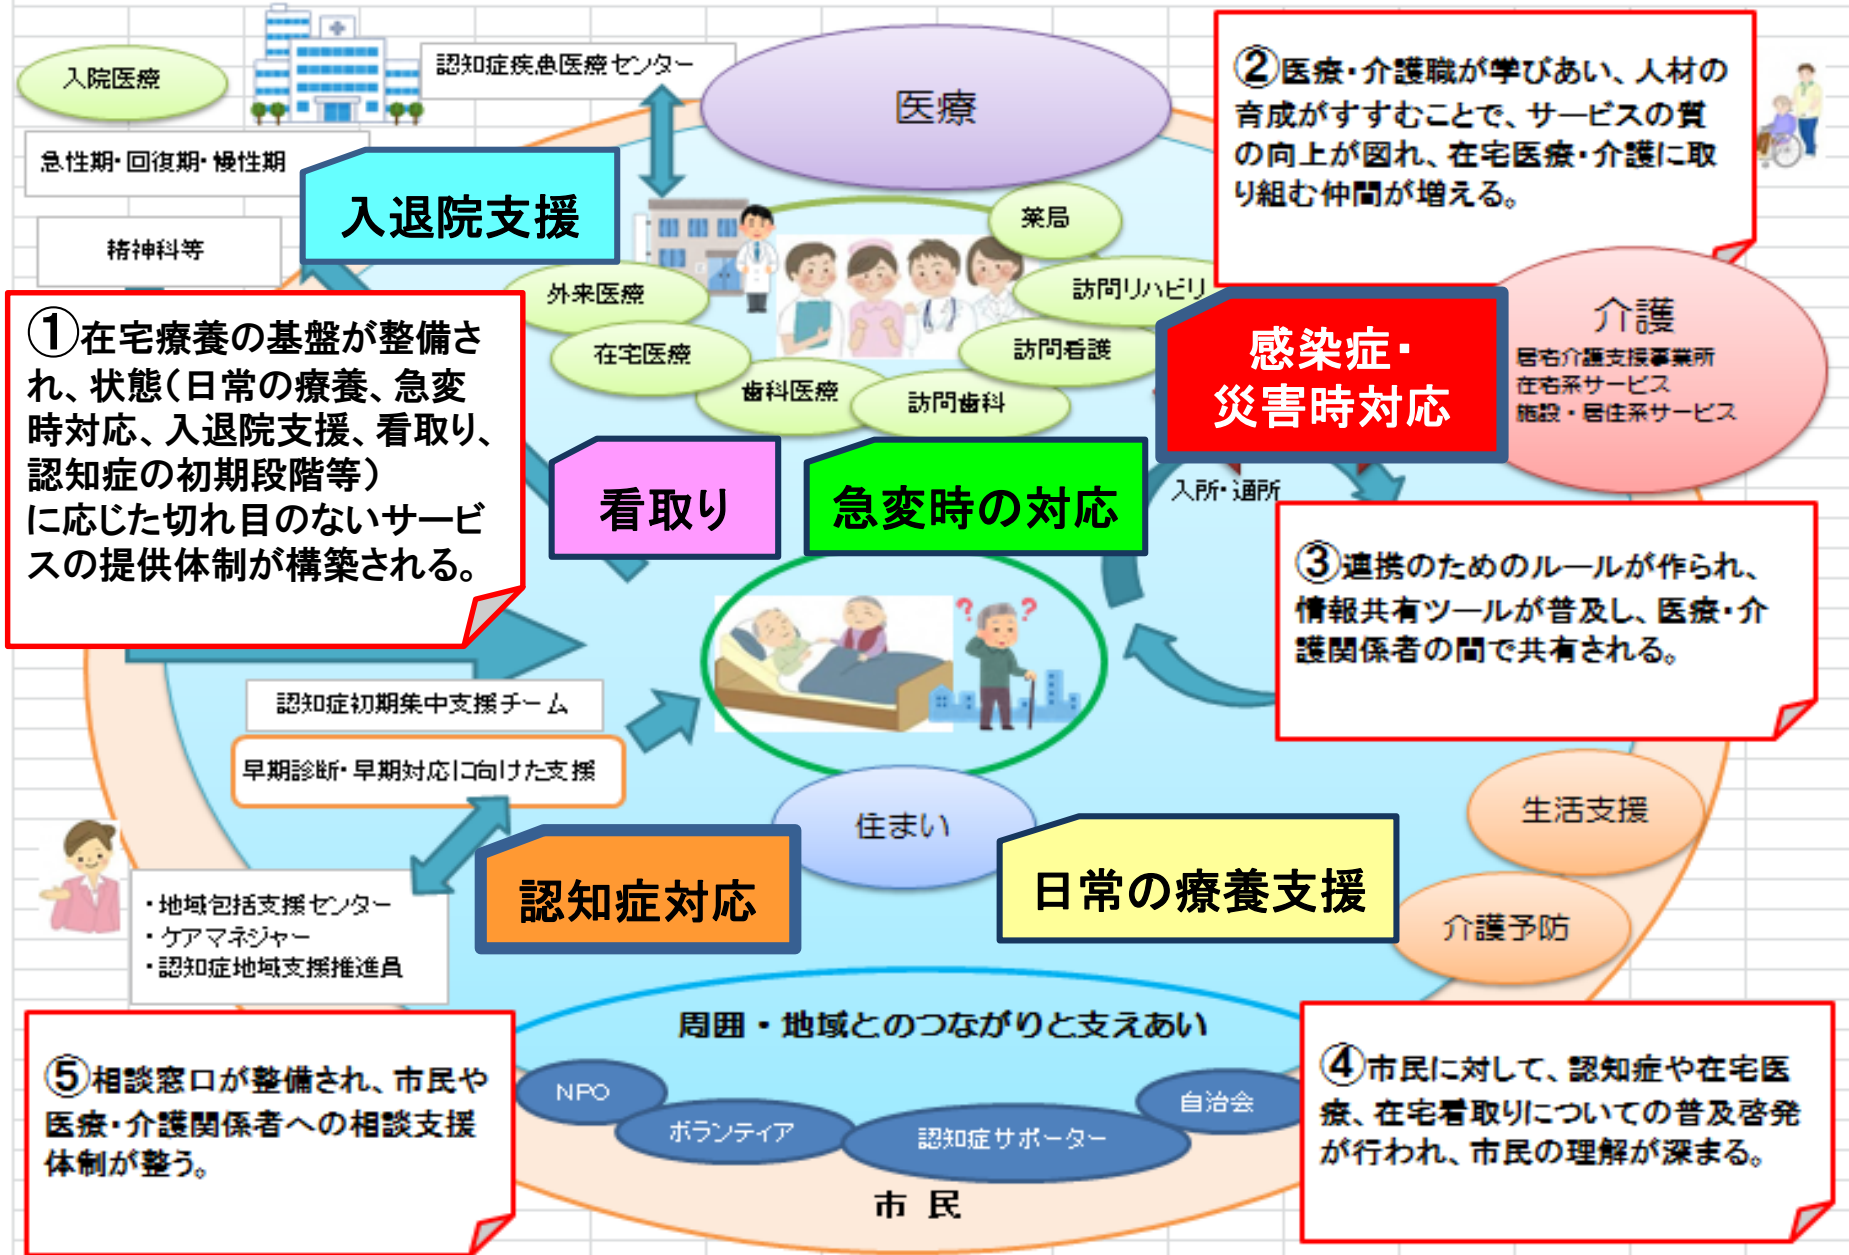 入院医療
認知症疾患医療センター
医療
②医療・介護職が学びあい、人材の
育成がすすむことで、サービスの質
の向上が図れ、在宅医療・介護に取
り組む仲間が増える。
急性期・回復期・慢性期
入退院支援
精神科等
薬局
外来医療
訪問リハビリ
在宅医療
訪問看護
歯科医療
訪問歯科
①在宅療養の基盤が整備さ
れ、状態（日常の療養、急変
時対応、入退院支援、看取り、
認知症の初期段階等）
に応じた切れ目のないサービ
スの提供体制が構築される。
感染症・
災害時対応
介護
居宅介護支援事業所
在宅系サービス
施設・居住系サービス
看取り
急変時の対応
入所・通所
③連携のためのルールが作られ、
情報共有ツールが普及し、医療・介
護関係者の間で共有される。
? ?
認知症初期集中支援チーム
早期診断・早期対応に向けた支援
住まい
生活支援
認知症対応
日常の療養支援
介護予防
・地域包括支援センター
・ケアマネジャー
・認知症地域支援推進員
周囲・地域とのつながりと支えあい
⑤相談窓口が整備され、市民や
医療・介護関係者への相談支援
体制が整う。
NPO
ボランティア
認知症サポーター
自治会
市民
④市民に対して、認知症や在宅医
療、在宅看取りについての普及啓発
が行われ、市民の理解が深まる。